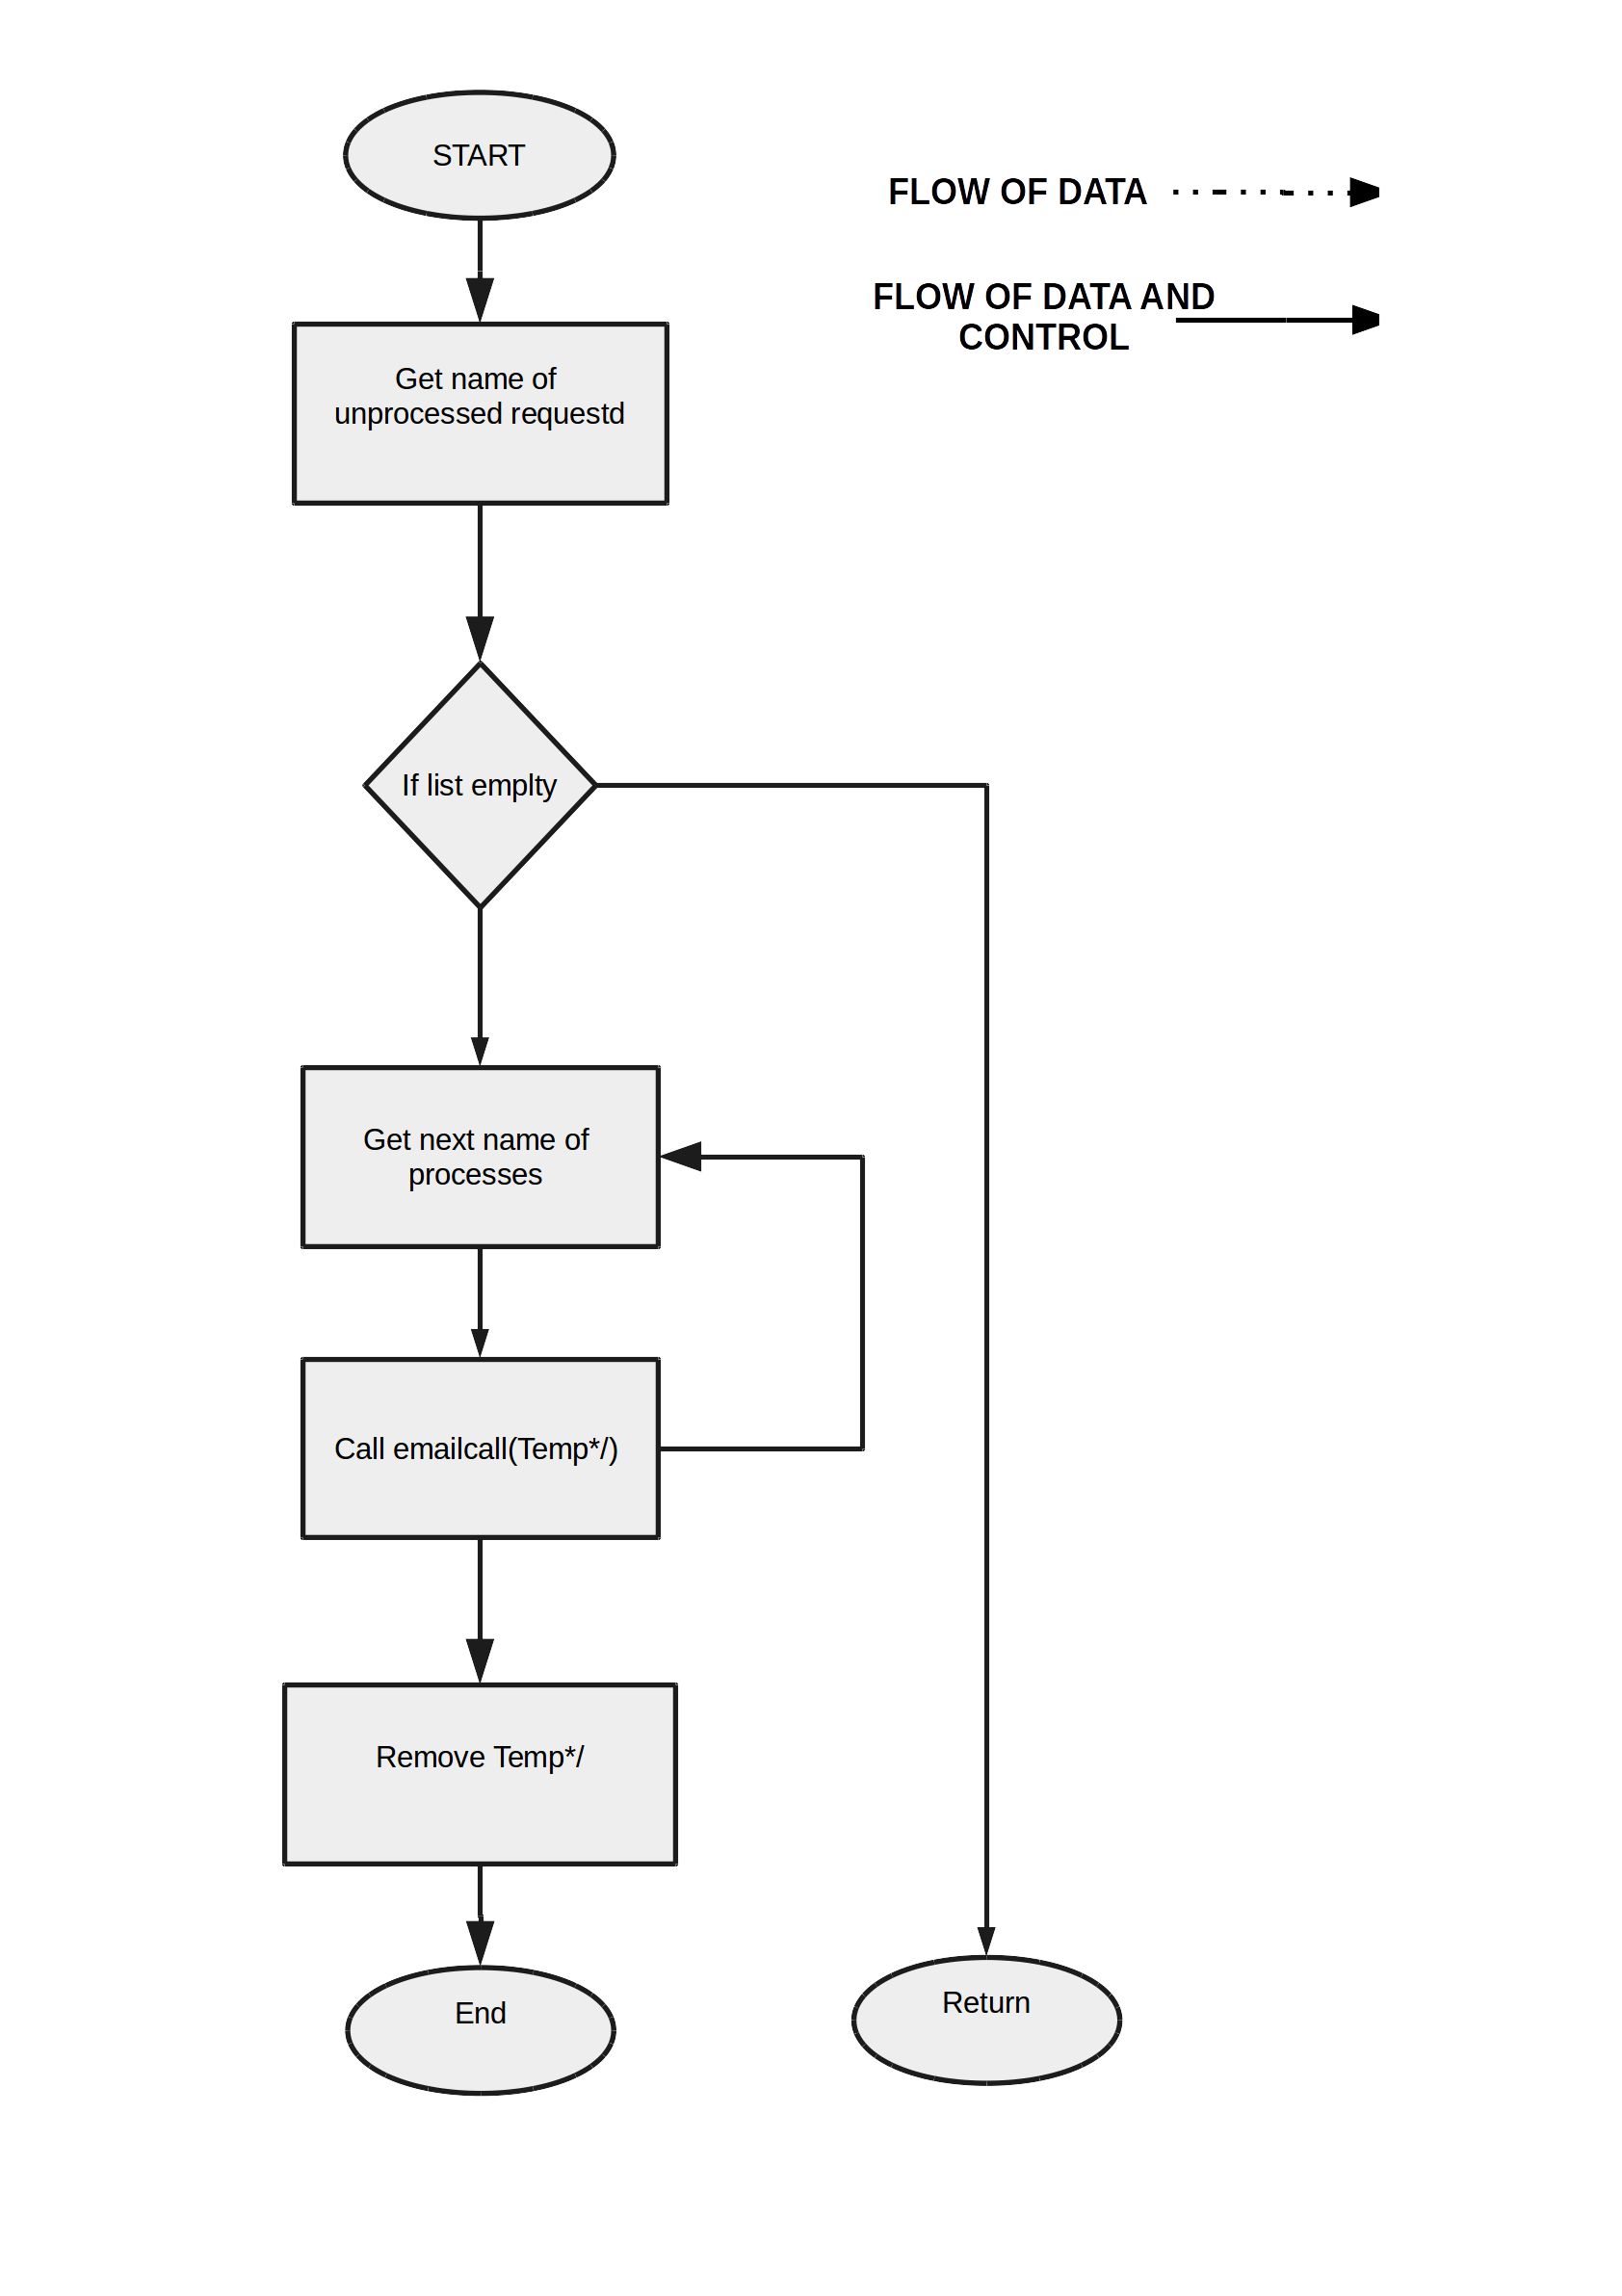 START
FLOW OF DATA
FLOW OF DATA AND
CONTROL
Get name of
unprocessed requestd
If list emplty
Get next name of
processes
Call emailcall(Temp*/)
Remove Temp*/
End
Return